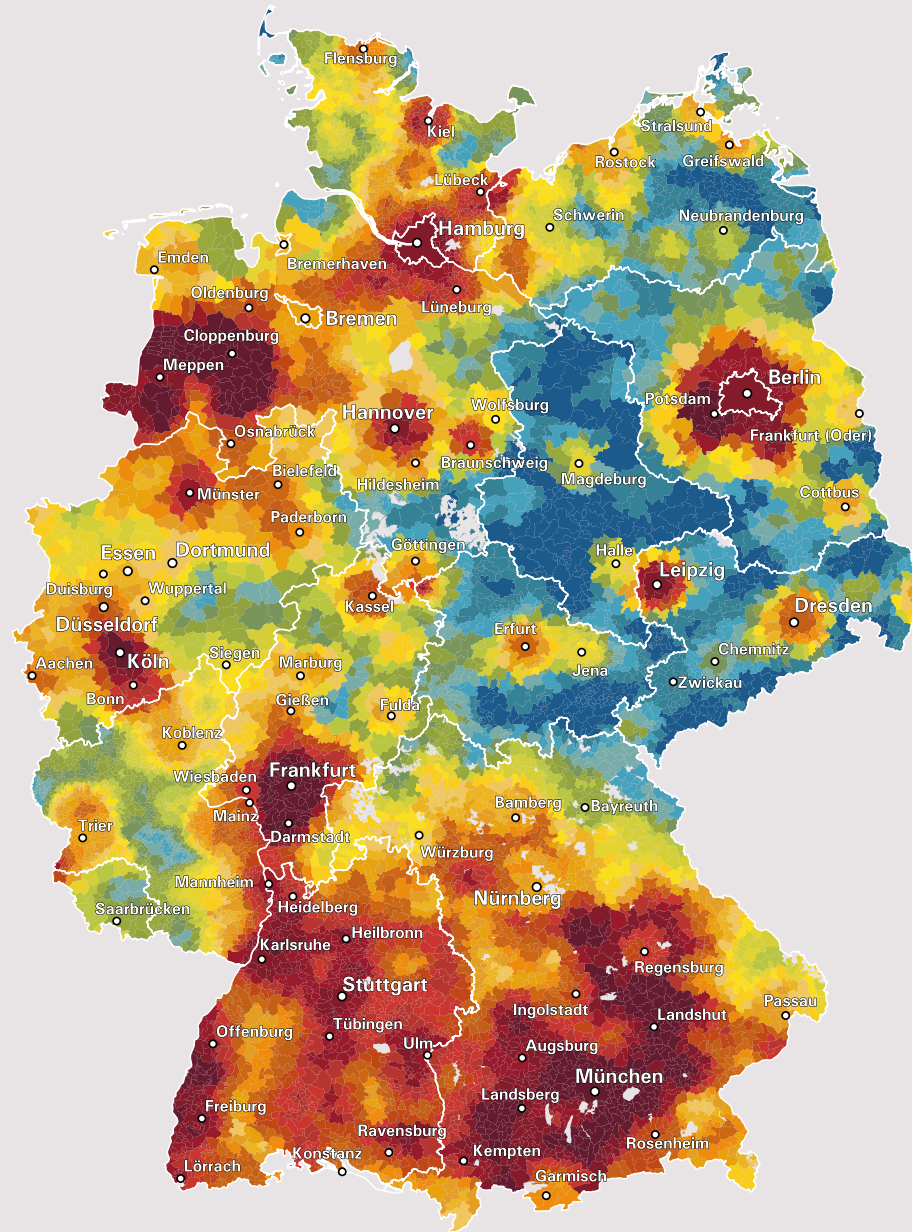 Flensburg
Kiel
Stralsund
Rostock
Greifswald
Lübeck
Schwerin
Neubrandenburg
Hamburg
Emden
Bremerhaven
Oldenburg
Lüneburg
Bremen
Cloppenburg
Meppen
Berlin
Potsdam
Hannover
Wolfsburg
Osnabrück
Frankfurt (Oder)
Braunschweig
Bielefeld
Hildesheim
Magdeburg
Münster
Cottbus
Paderborn
Göttingen
Essen
Dortmund
Halle
Leipzig
Duisburg
Wuppertal
Kassel
Dresden
Düsseldorf
Erfurt
Siegen
Chemnitz
Aachen
Köln
Marburg
Jena
Zwickau
Bonn
Gießen
Fulda
Koblenz
Frankfurt
Wiesbaden
Bamberg
Bayreuth
Mainz
Trier
Darmstadt
Würzburg
Mannheim
Nürnberg
Saarbrücken
Heidelberg
Heilbronn
Karlsruhe
Regensburg
Stuttgart
Passau
Ingolstadt
Landshut
Offenburg
Tübingen
Ulm
Augsburg
München
Landsberg
Freiburg
Ravensburg
Rosenheim
Konstanz
Kempten
Lörrach
Garmisch